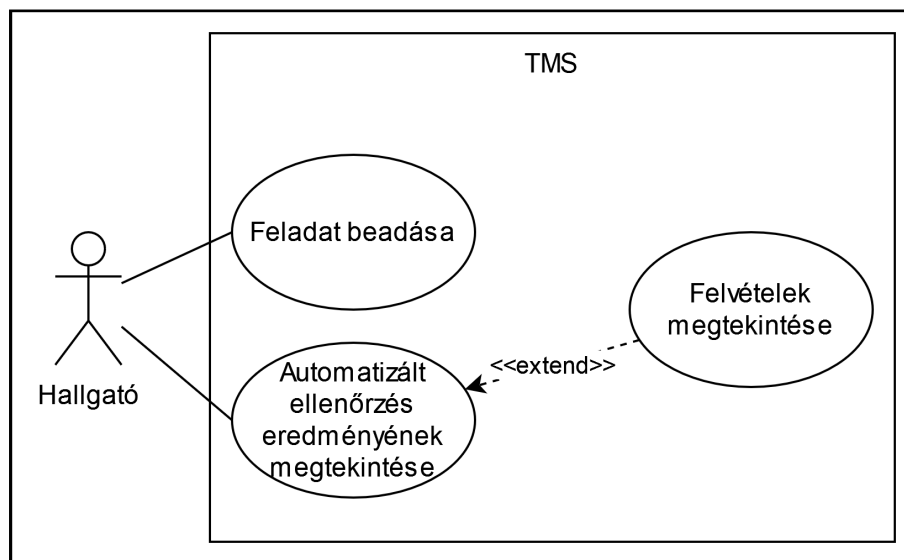 TMS
Feladat beadása
Felvételek
megtekintése
<<extend>>
Automatizált
ellenőrzés
eredményének
megtekintése
Hallgató